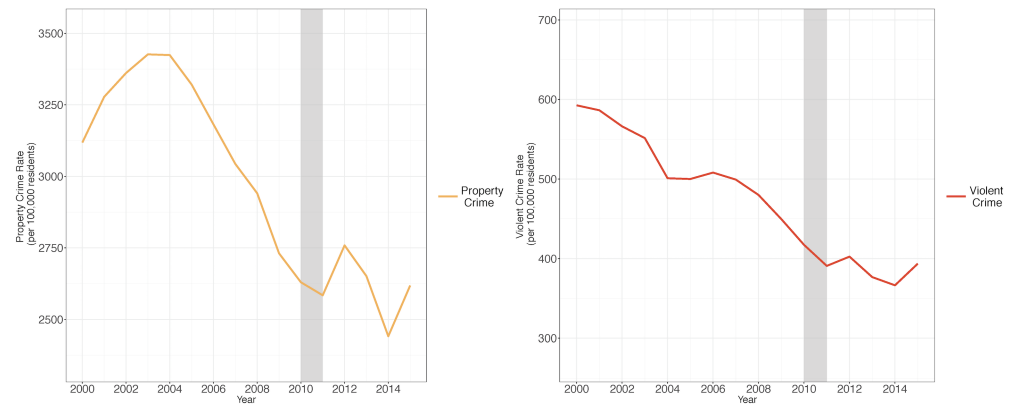 3500
3250
3000
2750
2500
Property Crime Rate
(per 100,000 residents)
2000 2002 2004 2006 2008 2010 2012 2014
Year
Property
Crime
700
600
500
400
300
Violent Crime Rate
(per 100,000 residents)
2000 2002 2004 2006 2008 2010 2012 2014
Year
Violent
Crime